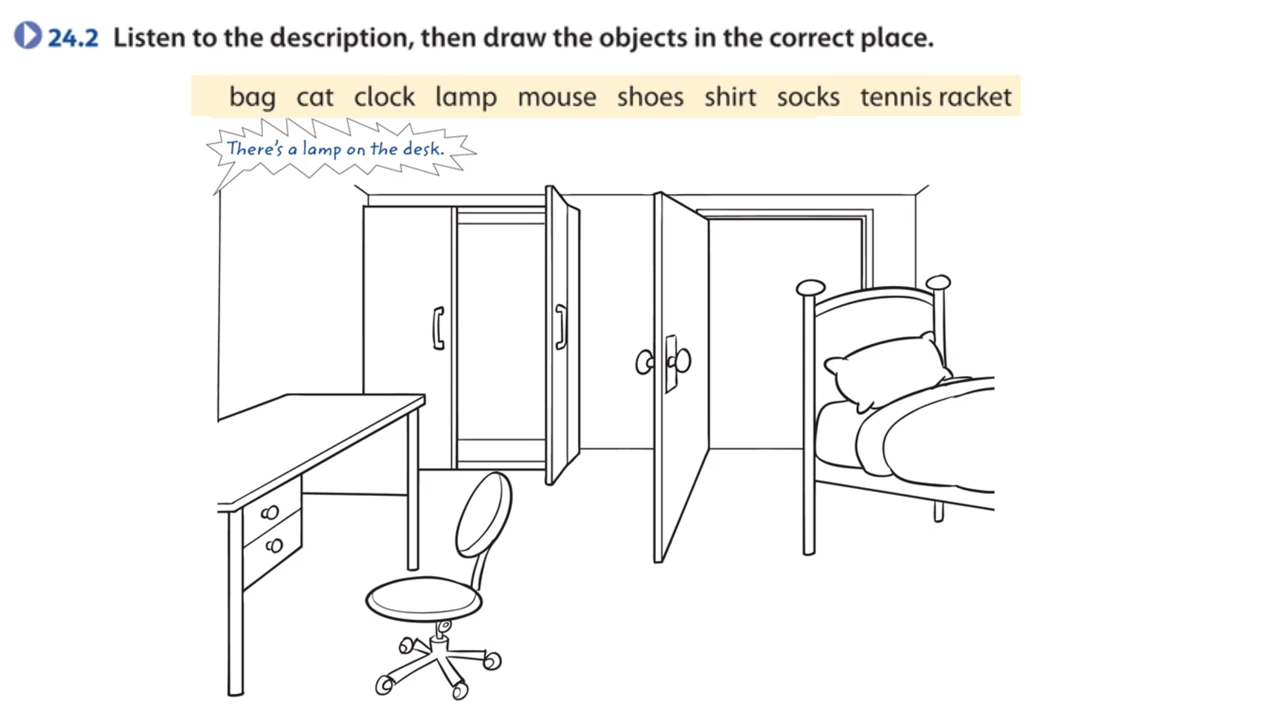 24.2 Listen to the description, then draw the objects in the correct place.
bag cat clock lamp mouse shoes shirt socks tennis racket
There's a lamp on the desk.